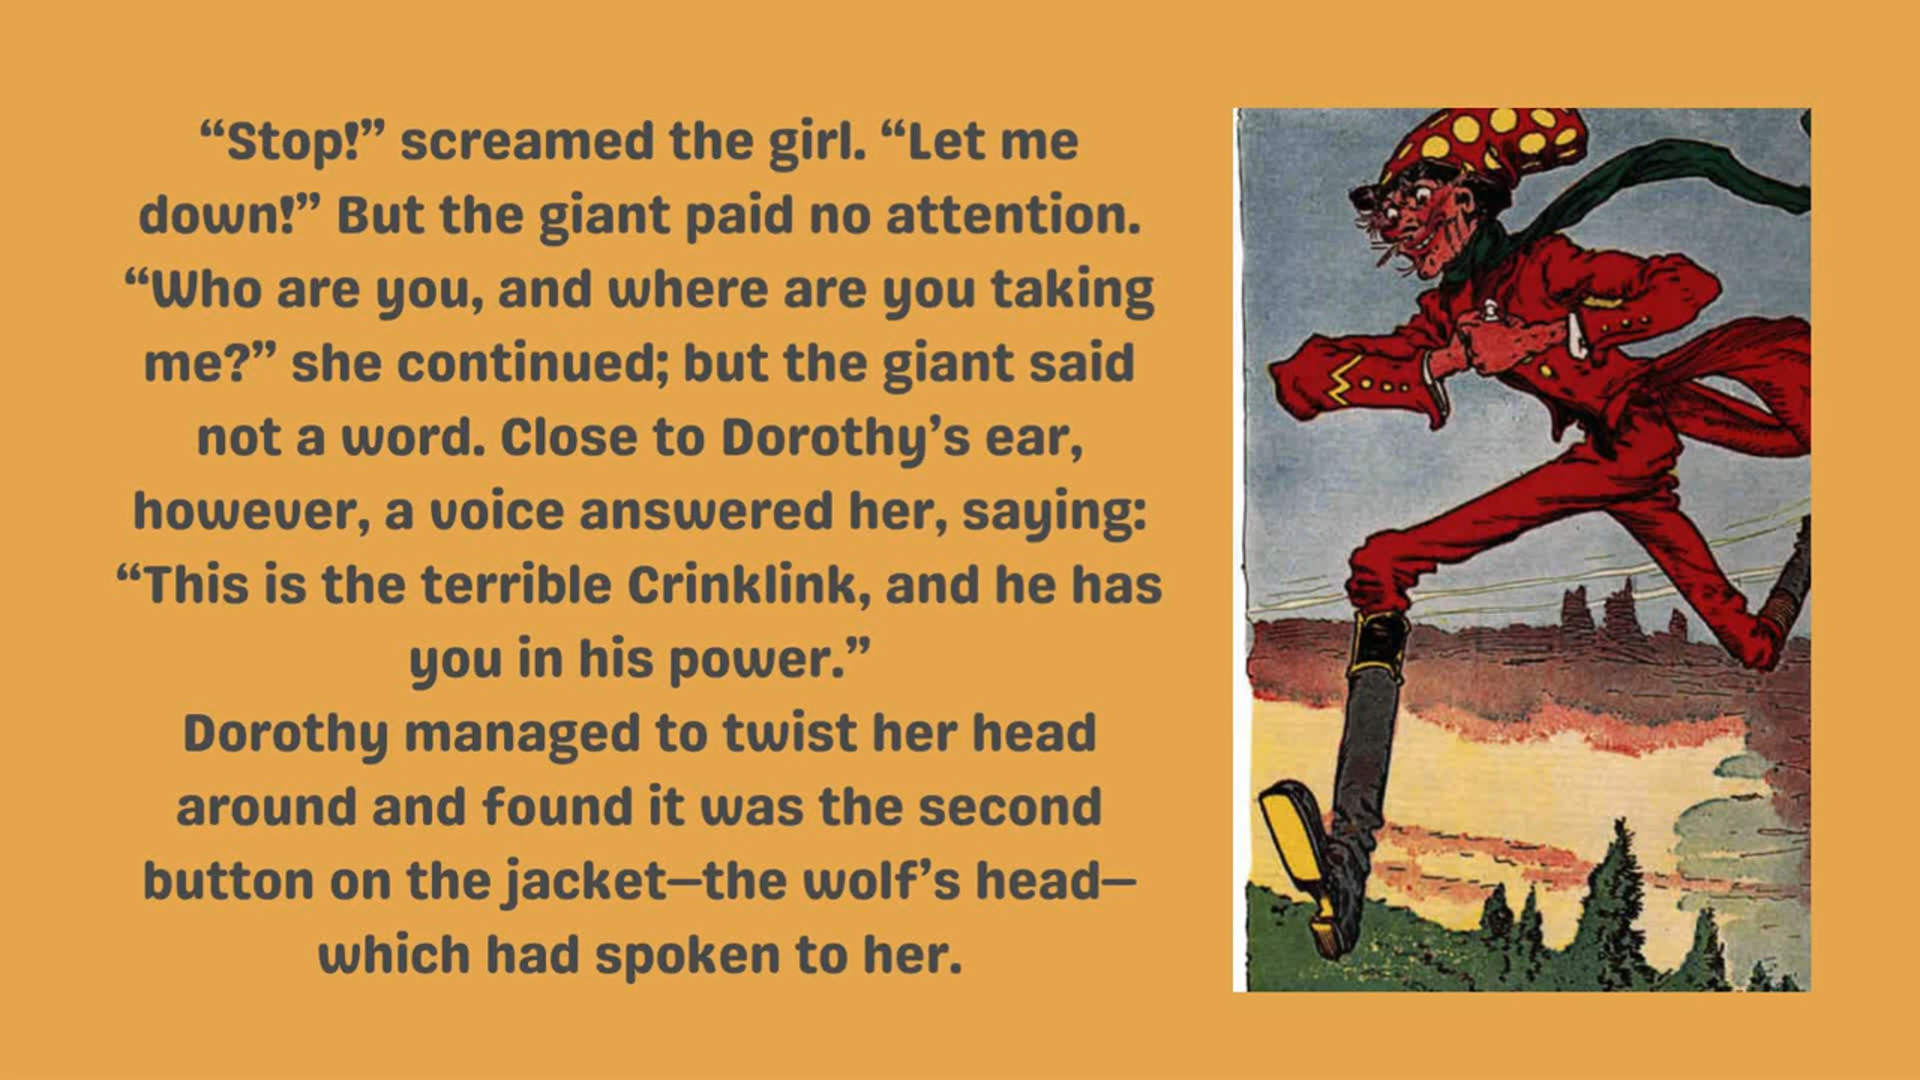 “Stop!” screamed the girl. “Let me
down!” But the giant paid no attention.
“Who are you, and where are you taking
me?” she continued; but the giant said
not a word. Close to Dorothy’s ear,
however, a voice answered her, saying:
“This is the terrible Crinklink, and he has
you in his power.”
Dorothy managed to twist her head
around and found it was the second
button on the jacket—the wolf’s head—
which had spoken to her.